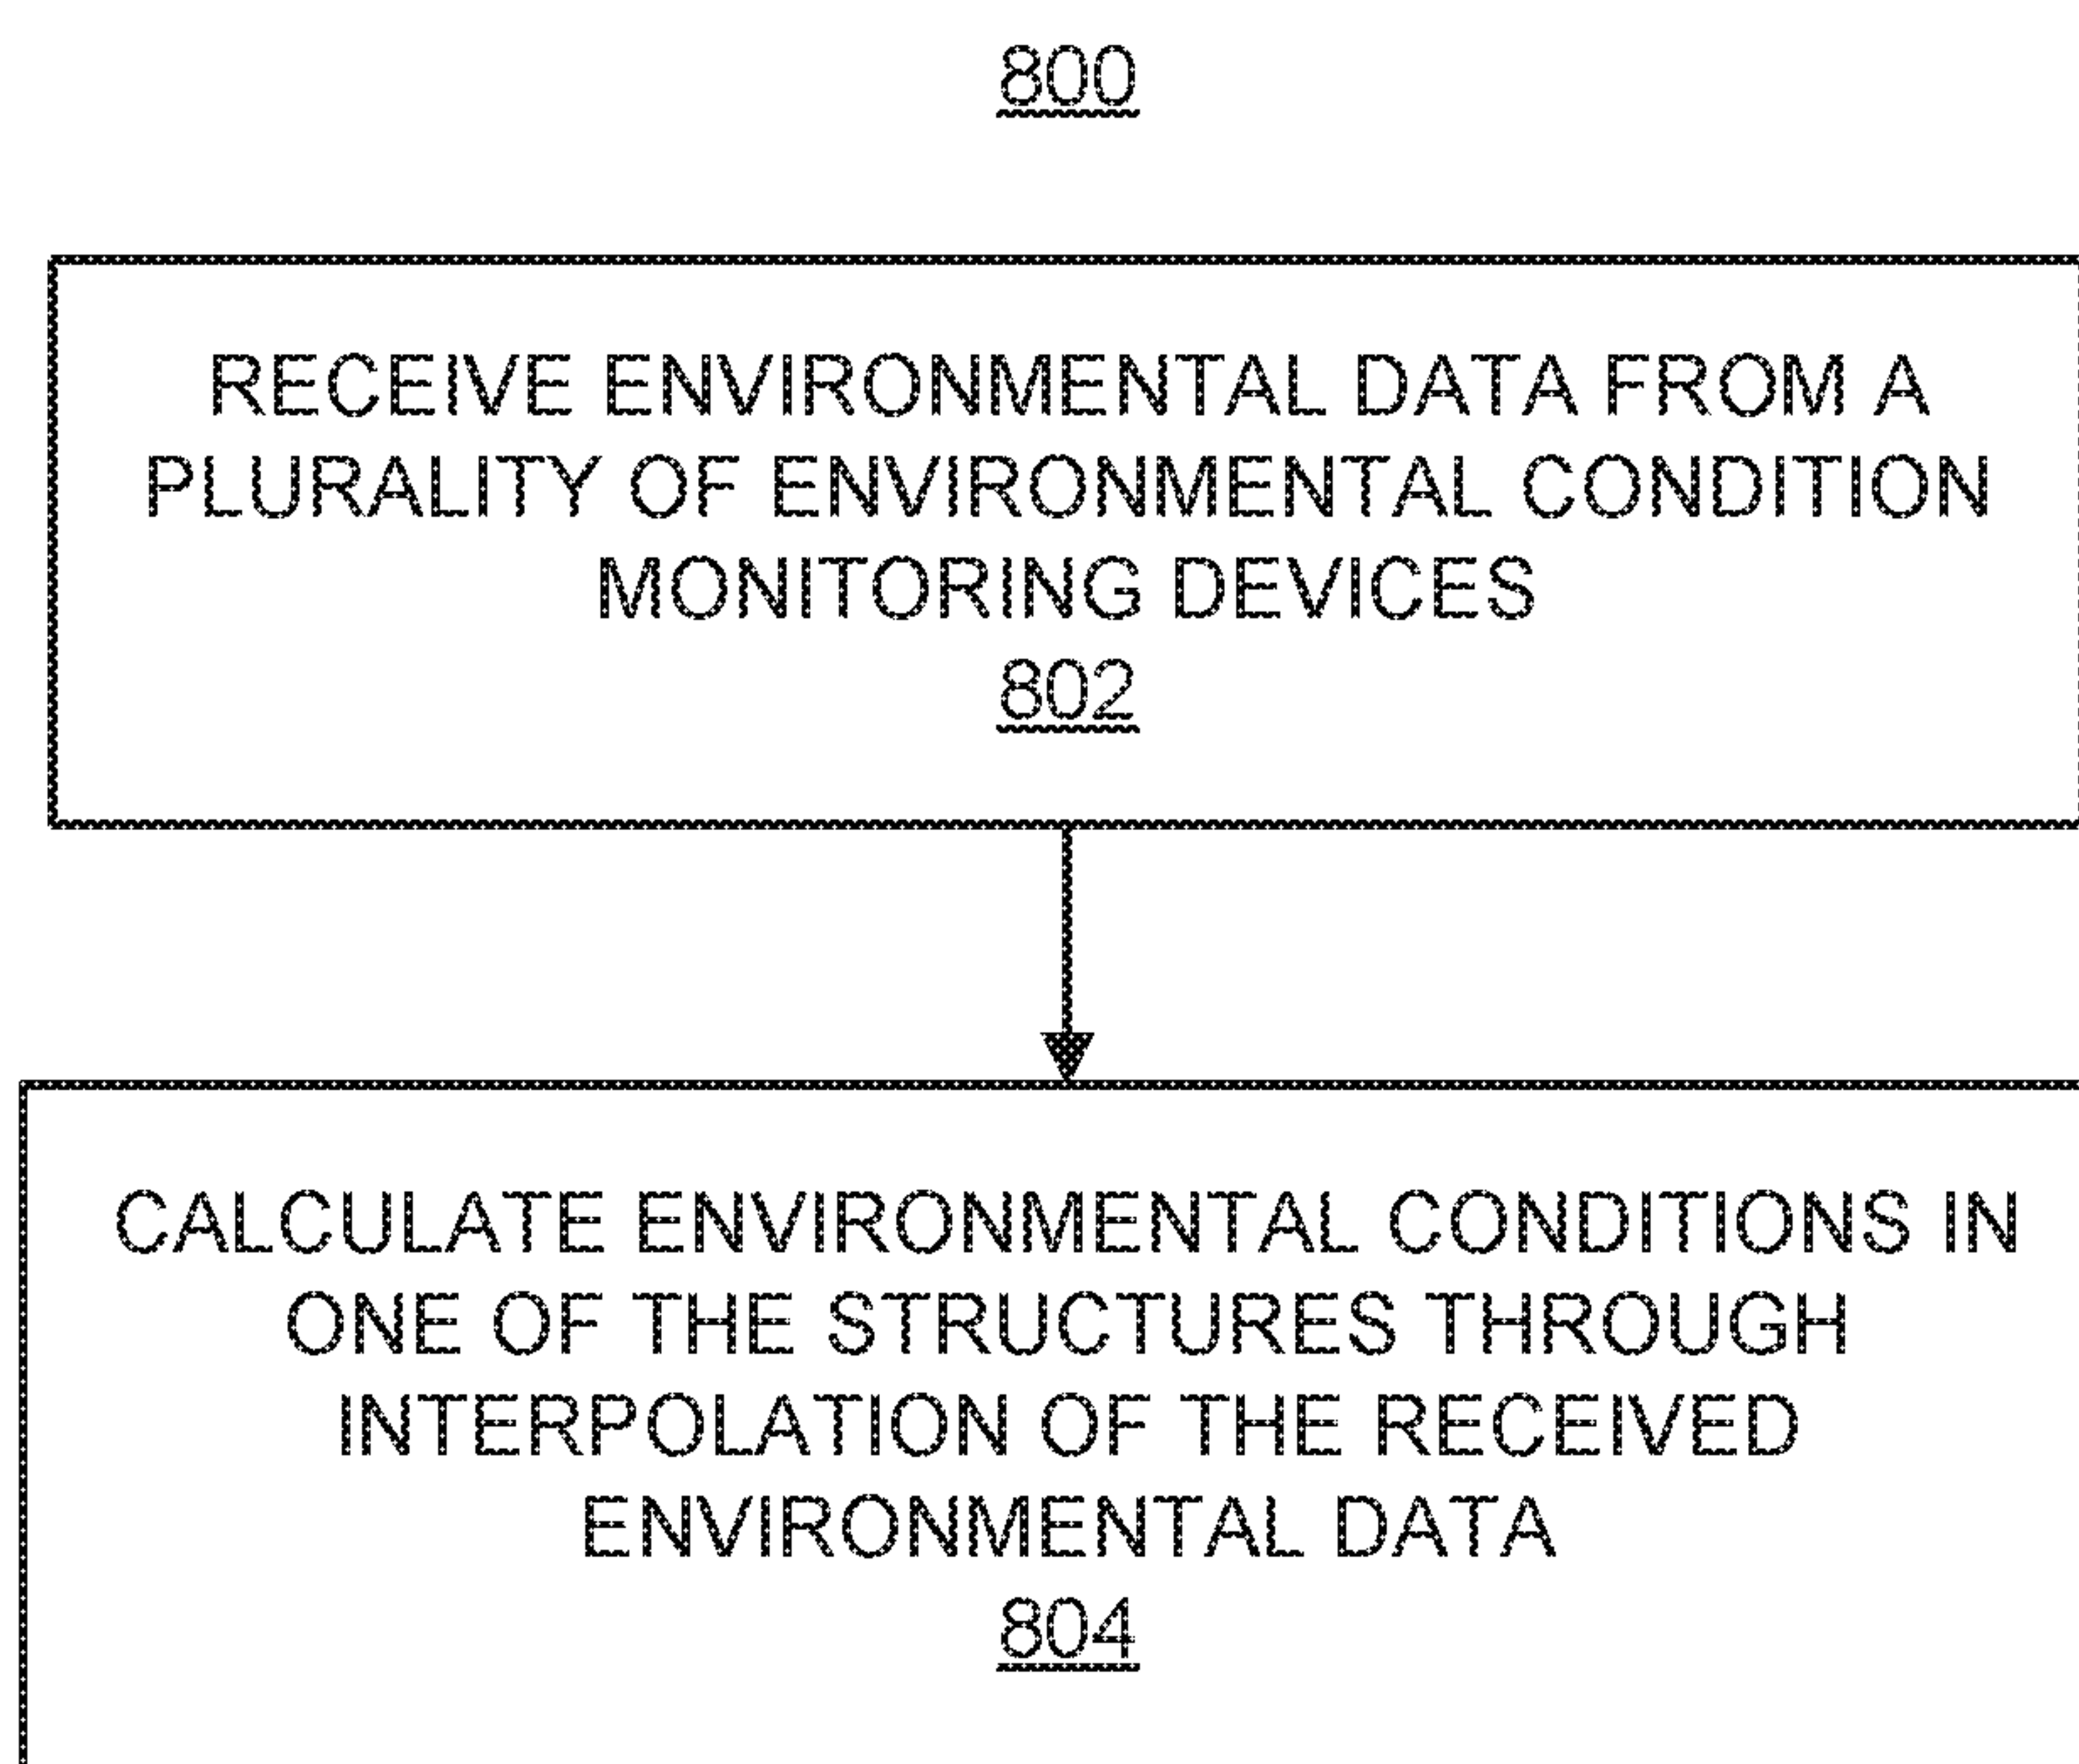 800
RECEIVE ENVIRONMENTAL DATA FROM A
PLURALITY OF ENVIRONMENTAL CONDITION
MONITORING DEVICES
802
CALCULATE ENVIRONMENTAL CONDITIONS IN
ONE OF THE STRUCTURES THROUGH
INTERPOLATION OF THE RECEIVED
ENVIRONMENTAL DATA
804